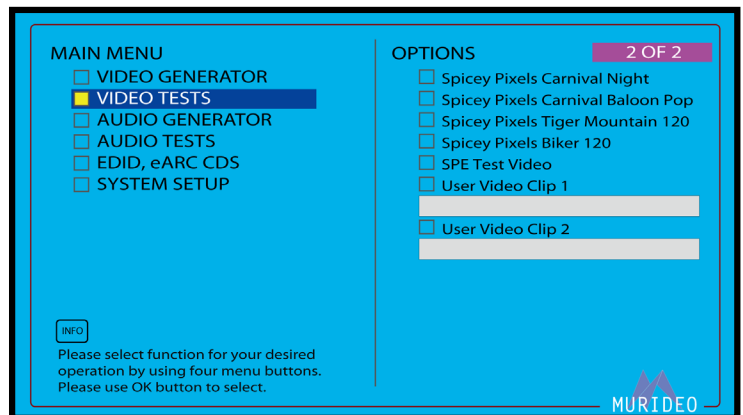 MAIN MENU
VIDEO GENERATOR
VIDEO TESTS
AUDIO GENERATOR
AUDIO TESTS
EDID, eARC CDS
SYSTEM SETUP
INFO
Please select function for your desired
operation by using four menu buttons.
Please use OK button to select.
OPTIONS
2 OF 2
Spicey Pixels Carnival Night
Spicey Pixels Carnival Baloon Pop
Spicey Pixels Tiger Mountain 120
Spicey Pixels Biker 120
SPE Test Video
User Video Clip 1
User Video Clip 2
MURIDEO